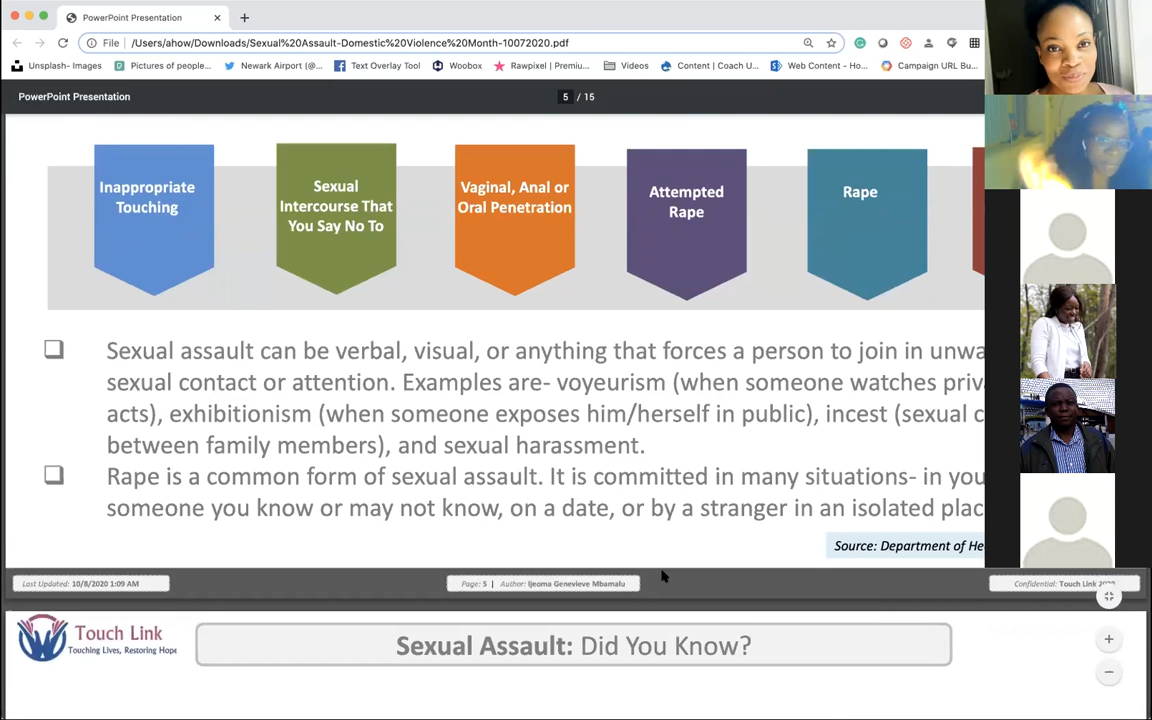 PowerPoint Presentation
File /Users/ahow/Downloads/Sexual%20Assault-Domestic%20Violence%20Month-10072020.pdf
Unsplash- Images Pictures of people... Newark Airport (@... Text Overlay Tool Woobox Rawpixel | Premiu... Videos Content | Coach U... Web Content - Ho... Campaign URL Bu...
PowerPoint Presentation 5 / 15
Inappropriate
Touching
Sexual
Intercourse That
You Say No To
Vaginal, Anal or
Oral Penetration
Attempted
Rape
Rape
Sexual assault can be verbal, visual, or anything that forces a person to join in unwa
sexual contact or attention. Examples are- voyeurism (when someone watches priv
acts), exhibitionism (when someone exposes him/herself in public), incest (sexual c
between family members), and sexual harassment.
Rape is a common form of sexual assault. It is committed in many situations- in you
someone you know or may not know, on a date, or by a stranger in an isolated plac
Source: Department of He
Last Updated: 10/8/2020 1:09 AM Page: 5 | Author: Ijeoma Genevieve Mbamalu Confidential: Touch Link
Touch Link
Touching Lives, Restoring Hope
Sexual Assault: Did You Know?